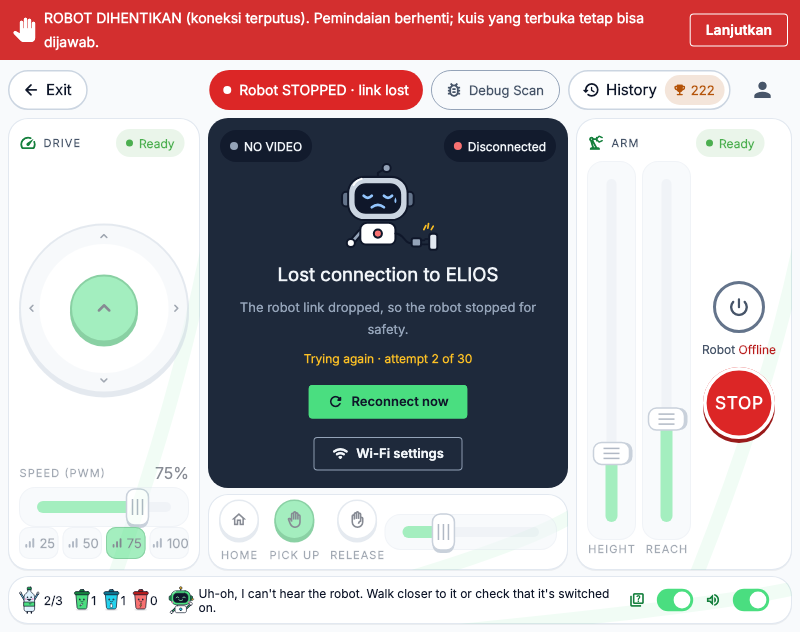 ROBOT DIHENTIKAN (koneksi terputus). Pemindaian berhenti; kuis yang terbuka tetap bisa
dijawab.
Lanjutkan
Exit
Robot STOPPED · link lost
Debug Scan
History
222
DRIVE
Ready
NO VIDEO
Disconnected
ARM
Ready
Lost connection to ELIOS
The robot link dropped, so the robot stopped for
safety.
Trying again · attempt 2 of 30
Reconnect now
Wi-Fi settings
Robot Offline
STOP
SPEED (PWM)
75%
25
50
75
100
HOME
PICK UP
RELEASE
HEIGHT
REACH
2/3
1
1
0
Uh-oh, I can't hear the robot. Walk closer to it or check that it's switched
on.